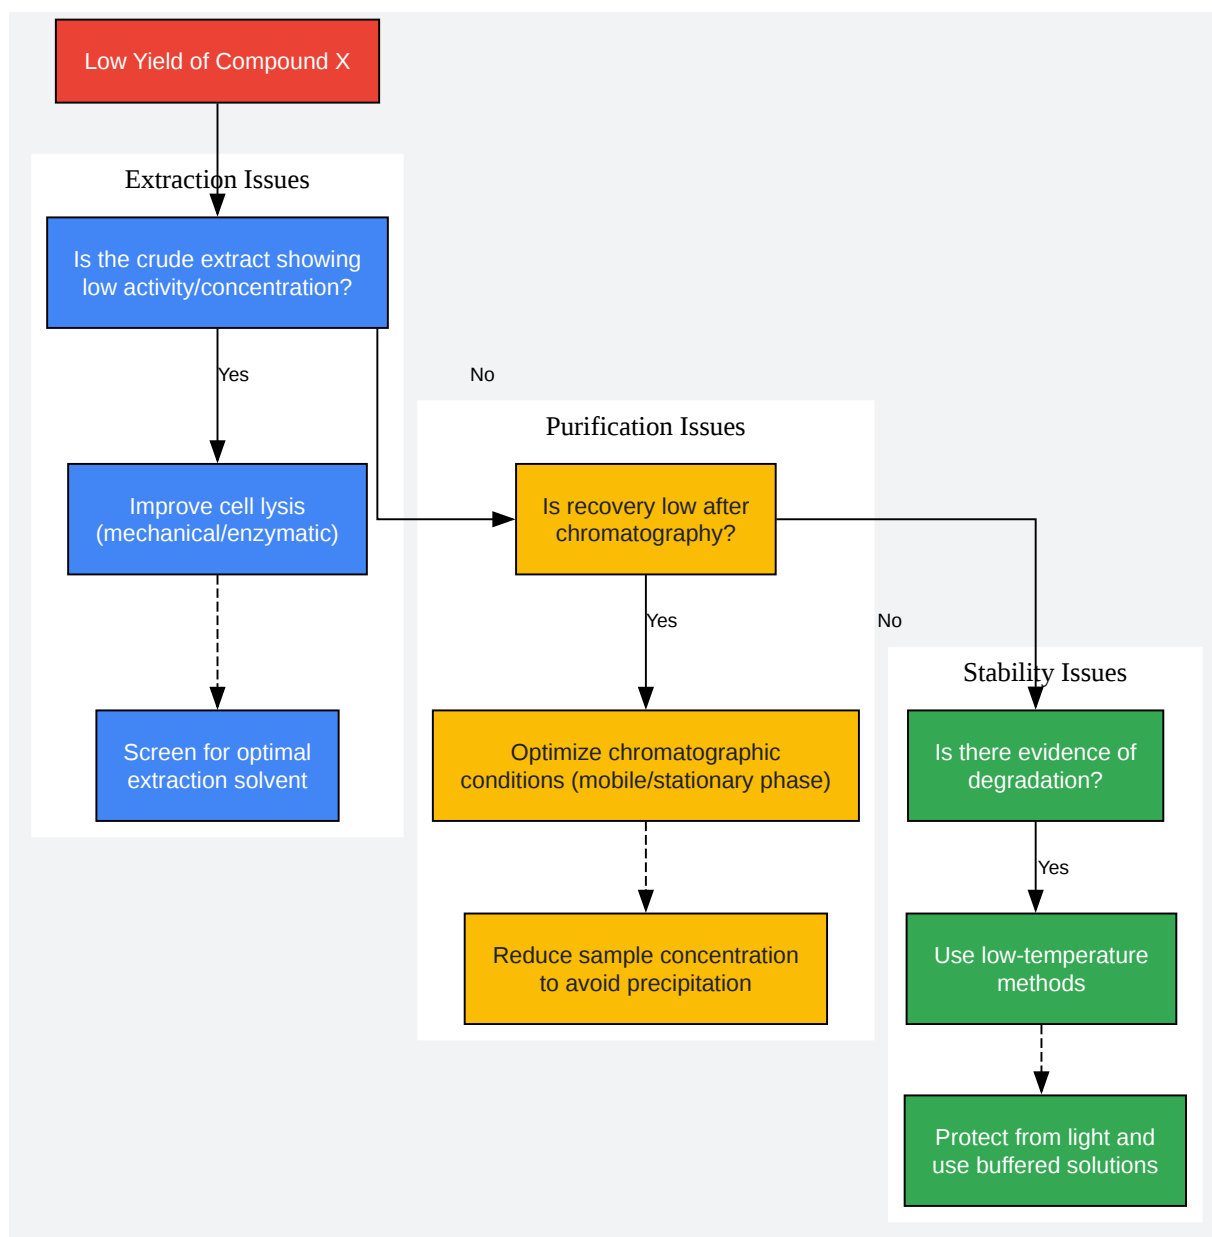 Low Yield of Compound X
Extraction Issues
Is the crude extract showing
low activity/concentration?
Yes
No
Purification Issues
Improve cell lysis
(mechanical/enzymatic)
Is recovery low after
chromatography?
Yes
No
Stability Issues
Screen for optimal
extraction solvent
Optimize chromatographic
conditions (mobile/stationary phase)
Is there evidence of
degradation?
Yes
Reduce sample concentration
to avoid precipitation
Use low-temperature
methods
Protect from light and
use buffered solutions